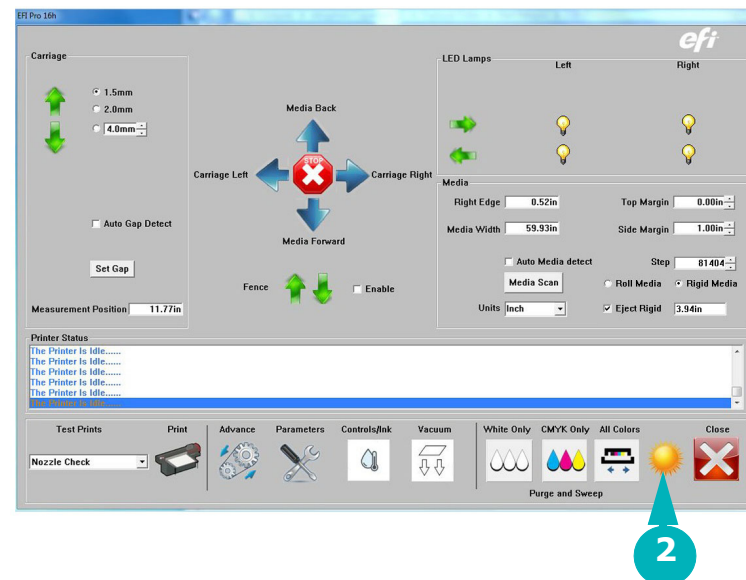 EFI Pro 16h
efi
Carriage
1.5mm
2.0mm
4.0mm
Auto Gap Detect
Set Gap
Measurement Position 11.77in
Media Back
Carriage Left
STOP
Carriage Right
Media Forward
Fence
Enable
LED Lamps
Left Right
Media
Right Edge 0.52in Top Margin 0.00in
Media Width 59.93in Side Margin 1.00in
Auto Media detect Step 81404
Media Scan Roll Media Rigid Media
Units Inch Eject Rigid 3.94in
Printer Status
The Printer Is Idle......
The Printer Is Idle......
The Printer Is Idle......
The Printer Is Idle......
The Printer Is Idle......
Test Prints Print Advance Parameters Controls/Ink Vacuum White Only CMYK Only All Colors Close
Nozzle Check
Purge and Sweep
2